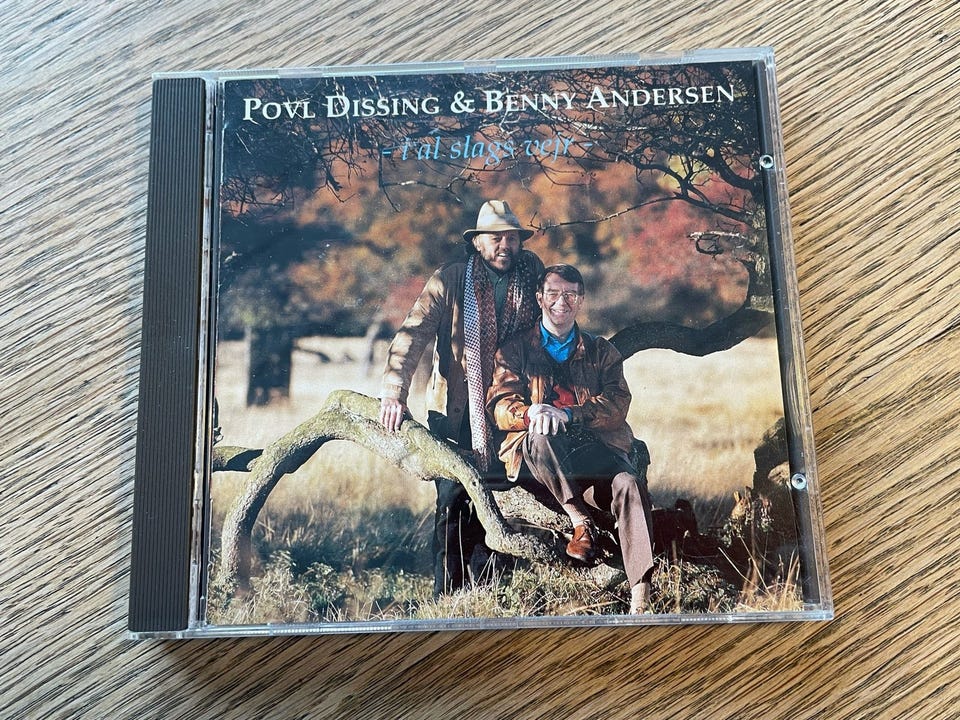 Povl Dissing & Benny Andersen
- I al slags vejr -